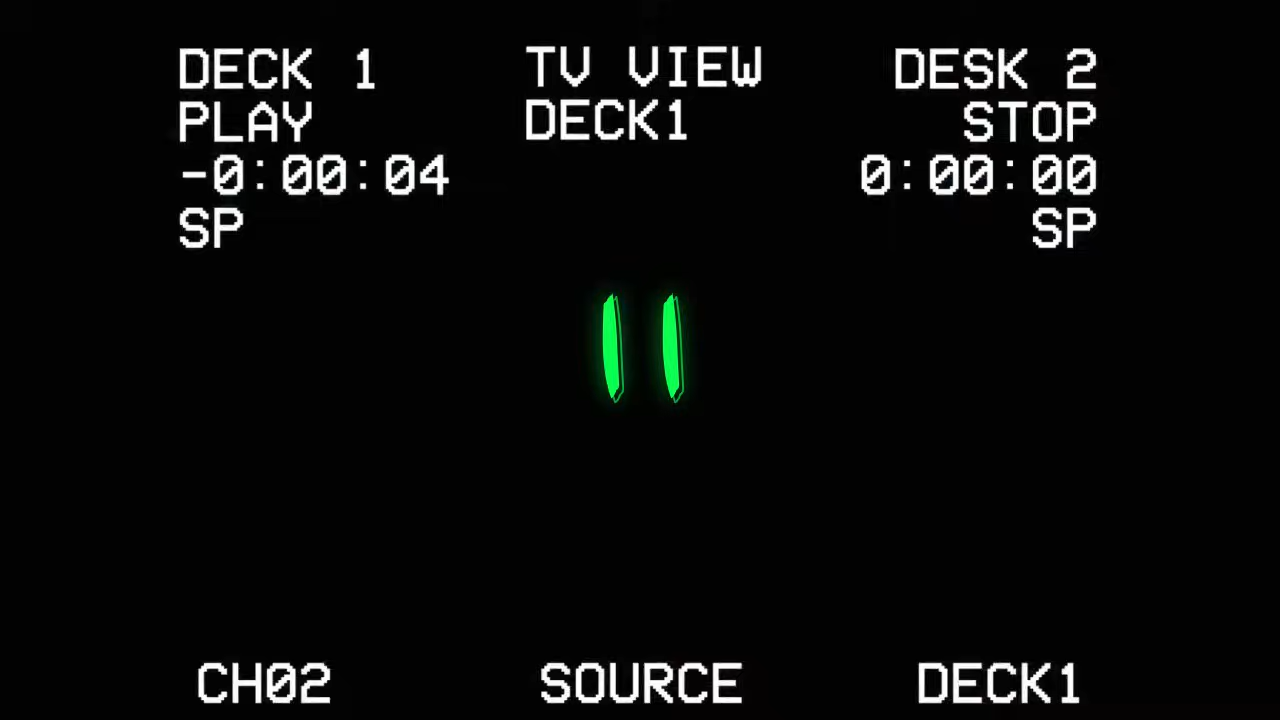 DECK 1
PLAY
-0:00:04
SP
TV VIEW
DECK1
DESK 2
STOP
0:00:00
SP
CH02
SOURCE
DECK1